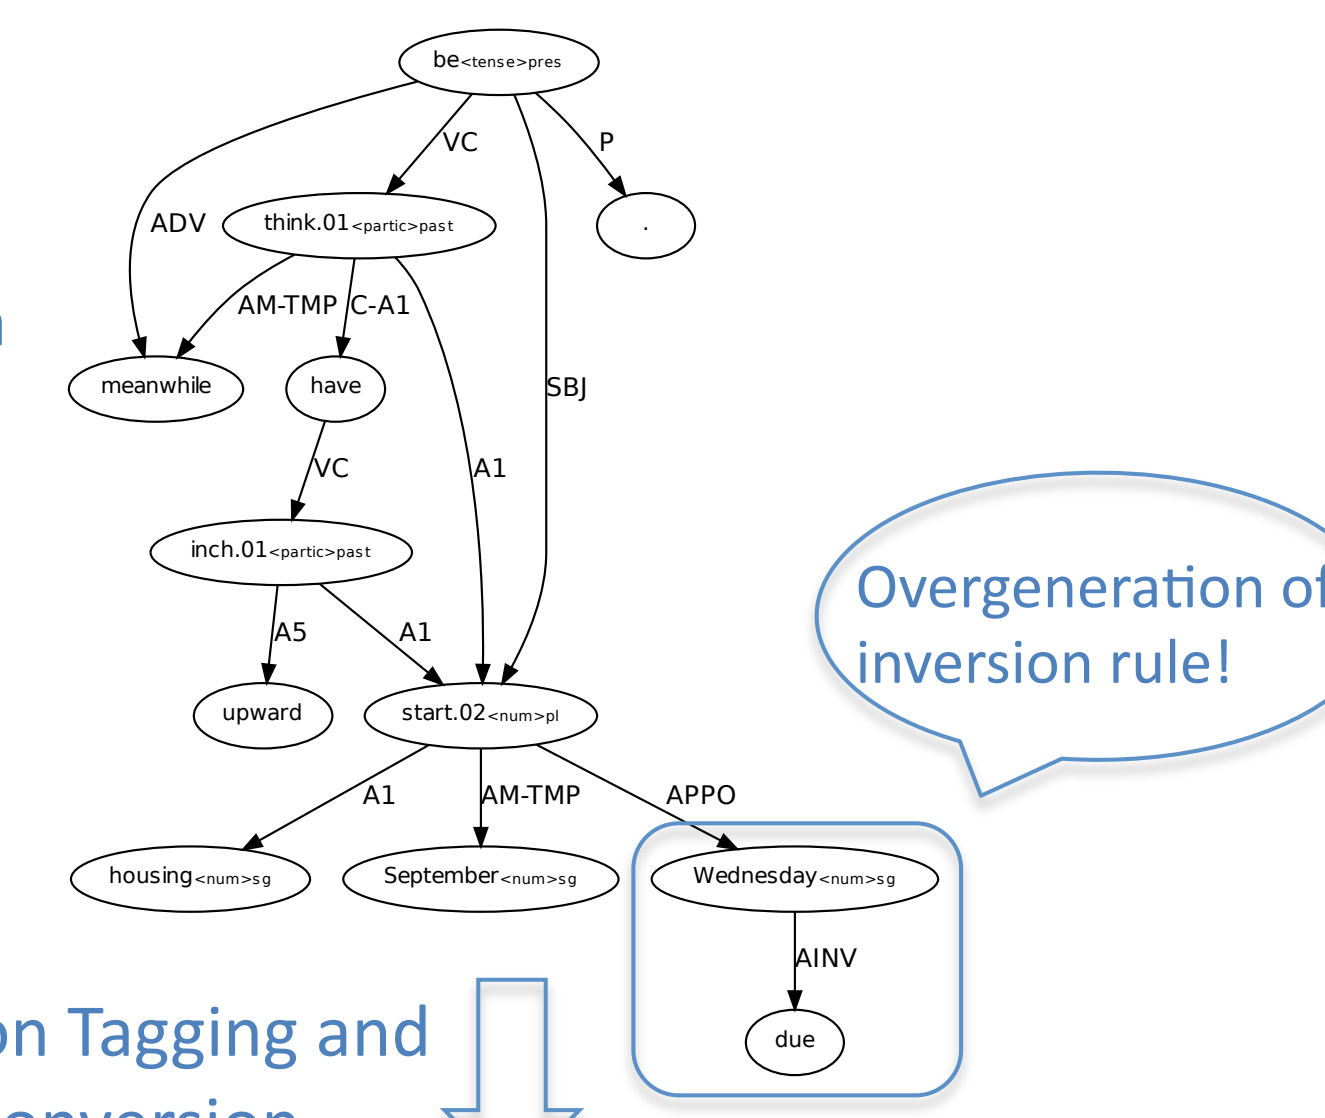 be<tense>pres
VC
P
ADV
think.01<partic>past
.
AM-TMP
C-A1
meanwhile
have
SBJ
VC
A1
inch.01<partic>past
A5
A1
Overgeneration of
inversion rule!
upward
start.02<num>pl
A1
AM-TMP
APPO
housing<num>sg
September<num>sg
Wednesday<num>sg
AINV
on Tagging and
due